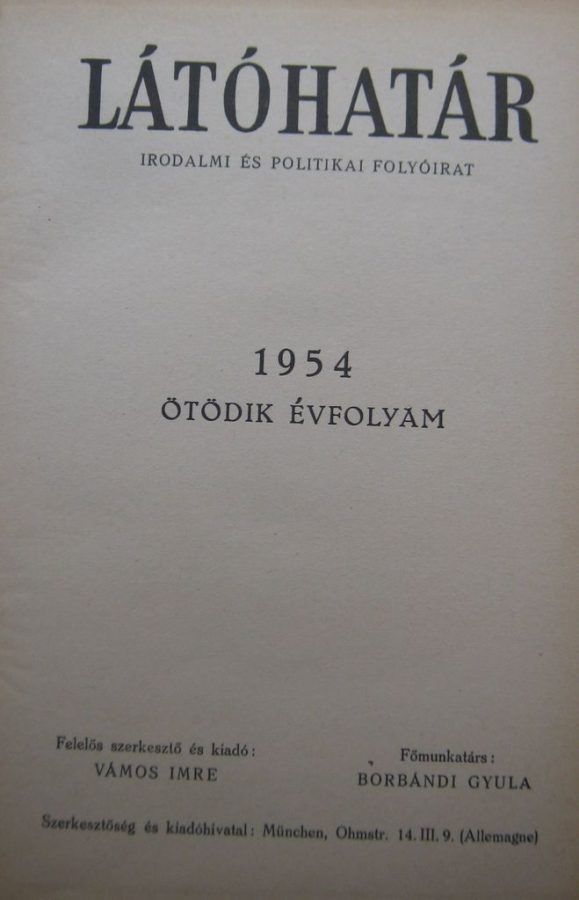 LÁTÓHATÁR
IRODALMI ÉS POLITIKAI FOLYÓIRAT
1954
ÖTÖDIK ÉVFOLYAM
Felelős szerkesztő és kiadó:
VÁMOS IMRE
Főmunkatárs:
BORBÁNDI GYULA
Szerkesztőség és kiadóhivatal: München, Ohmstr. 14. III. 9. (Allemagne)